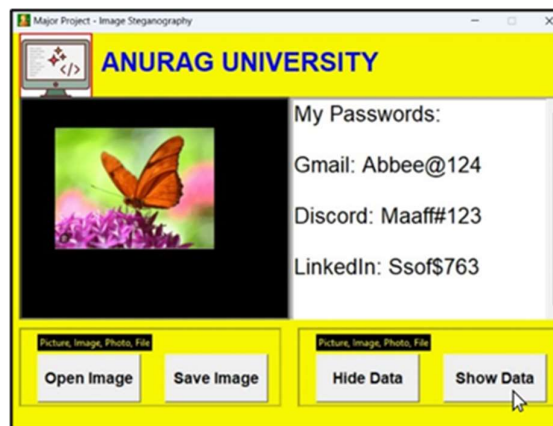 Major Project - Image Steganography
</>
ANURAG UNIVERSITY
My Passwords:
Gmail: Abbee@124
Discord: Maaff#123
LinkedIn: Ssof$763
Picture, Image, Photo, File
Picture, Image, Photo, File
Open Image
Save Image
Hide Data
Show Data